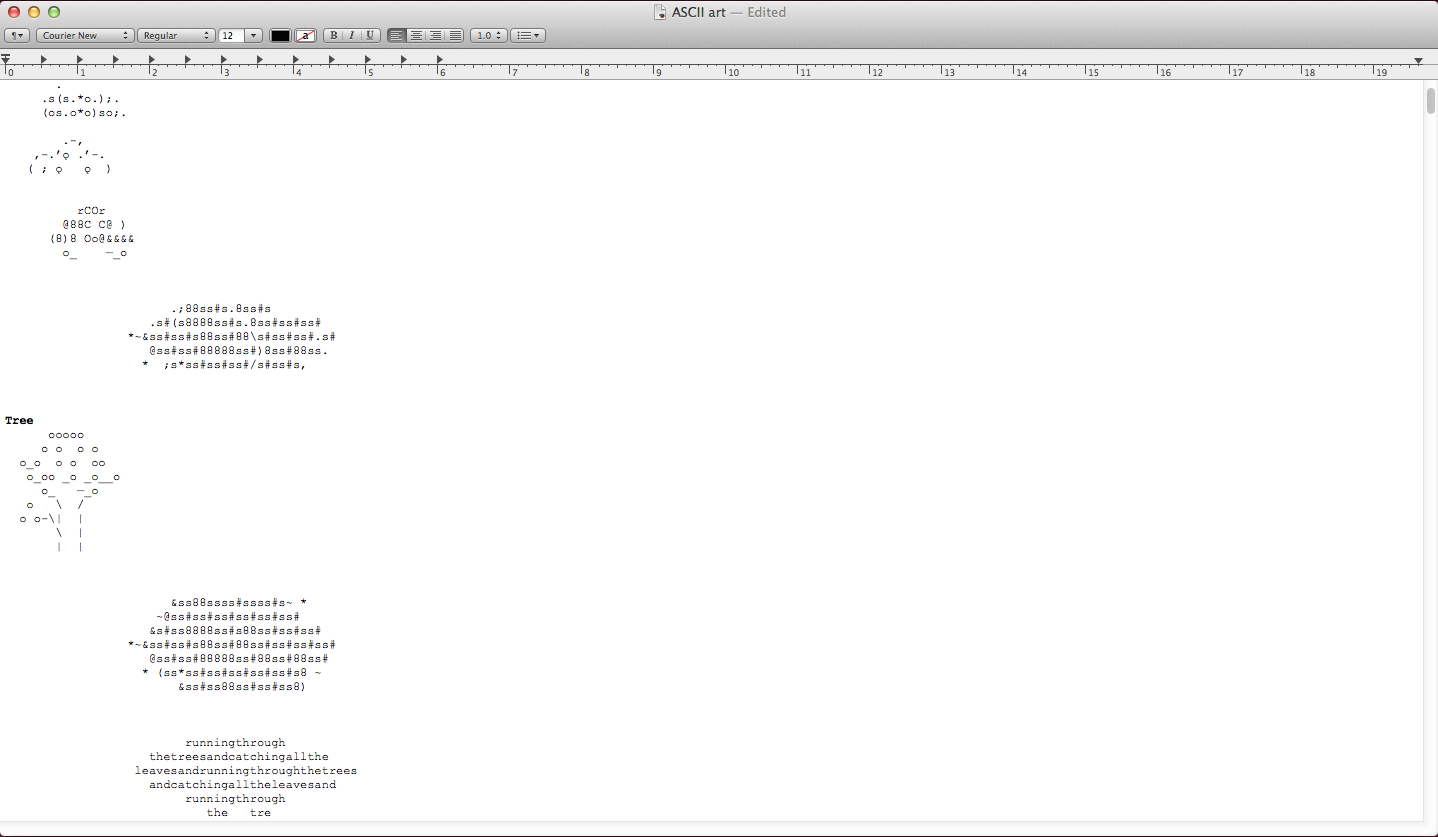 ASCII art — Edited
¶ Courier New Regular 12 a B I U 1.0
0 1 2 3 4 5 6 7 8 9 10 11 12 13 14 15 16 17 18 19
       .
     .s(s.*o.);.
     (os.o*o)so;.
        .-,
    ,-.'o .'-.
   ( ; o   o  )
          rCOr
        @88C C@ )
      (8)8 Oo@&&&&
        o_    —_o
                       .;88ss#s.8ss#s
                    .s#(s8888ss#s.8ss#ss#ss#
                 *~&ss#ss#s88ss#88\s#ss#ss#.s#
                    @ss#ss#88888ss#)8ss#88ss.
                   *  ;s*ss#ss#ss#/s#ss#s,
Tree
      ooooo
     o o  o o
  o_o  o o  oo
   o_oo _o _o__o
     o_   —_o
   o   \  /
  o o-\|  |
       \  |
       |  |
                       &ss88ssss#ssss#s~ *
                     ~@ss#ss#ss#ss#ss#ss#
                    &s#ss8888ss#s88ss#ss#ss#
                 *~&ss#ss#s88ss#88ss#ss#ss#ss#
                    @ss#ss#88888ss#88ss#88ss#
                   * (ss*ss#ss#ss#ss#ss#s8 ~
                        &ss#ss88ss#ss#ss8)
                         runningthrough
                    thetreesandcatchingallthe
                  leavesandrunningthroughthetrees
                    andcatchingalltheleavesand
                         runningthrough
                            the   tre